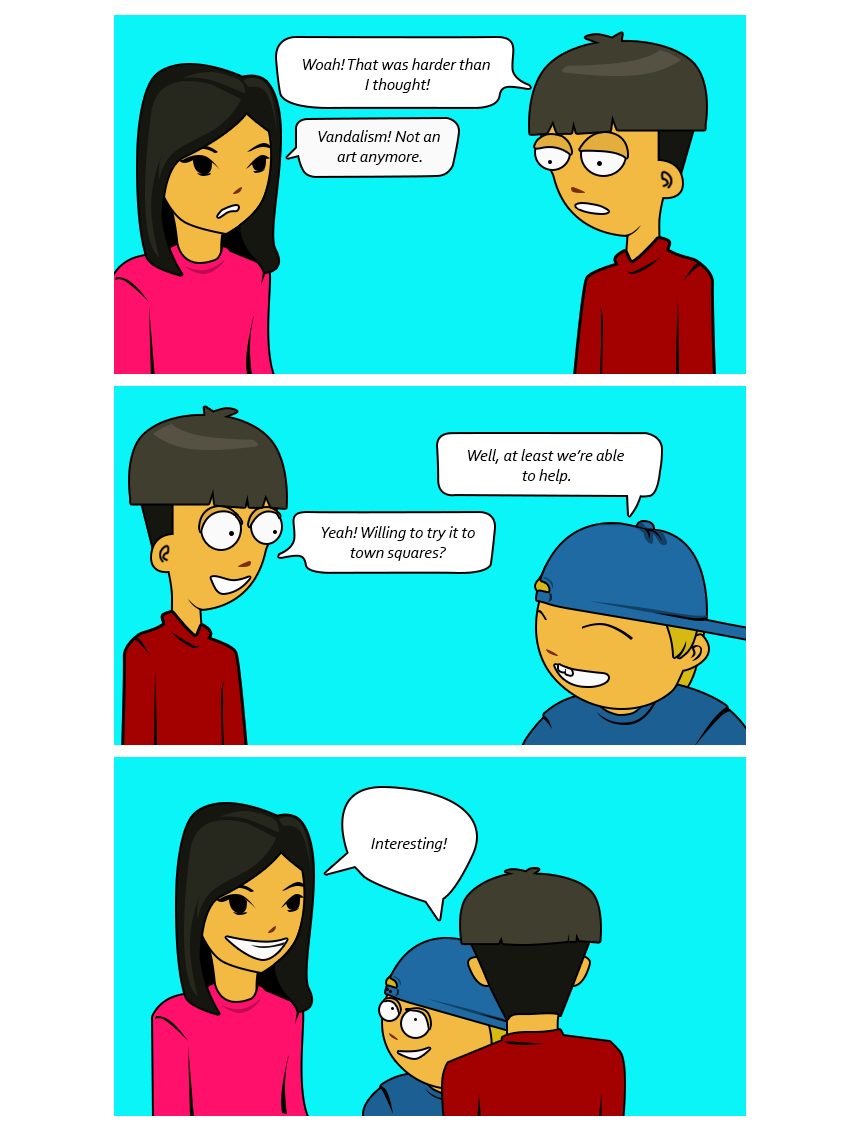 Woah! That was harder than
I thought!
Vandalism! Not an
art anymore.
Well, at least we're able
to help.
Yeah! Willing to try it to
town squares?
Interesting!